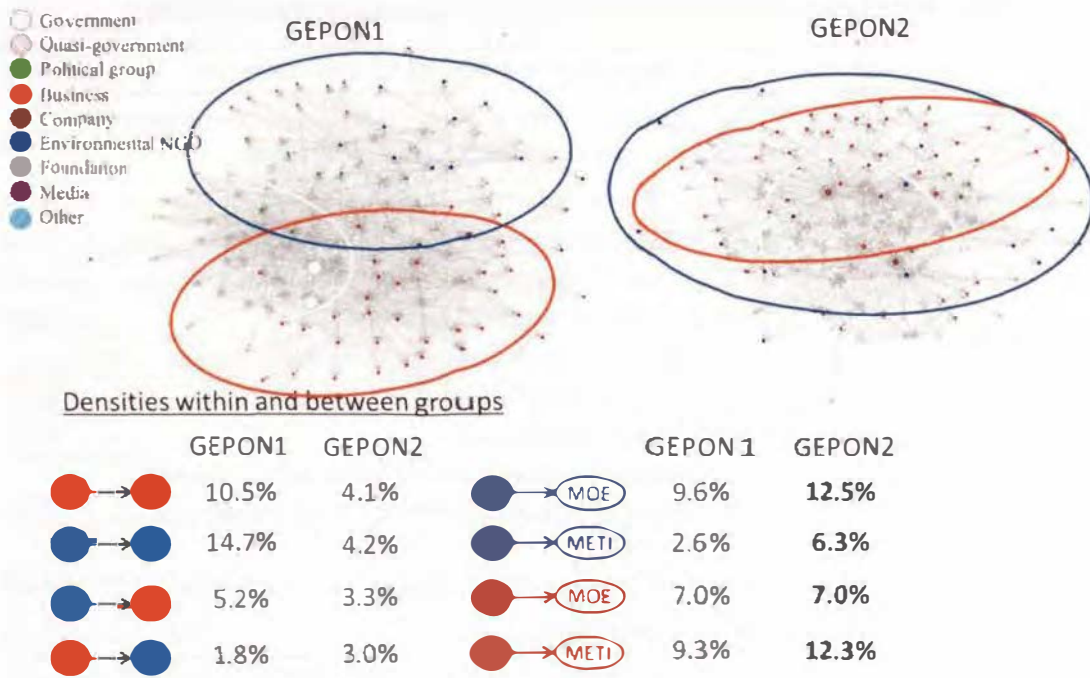 Government
Quasi-government
Political group
Business
Company
Environmental NGO
Foundation
Media
Other
GEPON1
GEPON2
Densities within and between groups
GEPON1 GEPON2
10.5% 4.1%
14.7% 4.2%
5.2% 3.3%
1.8% 3.0%
GEPON1 GEPON2
MOE 9.6% 12.5%
METI 2.6% 6.3%
MOE 7.0% 7.0%
METI 9.3% 12.3%